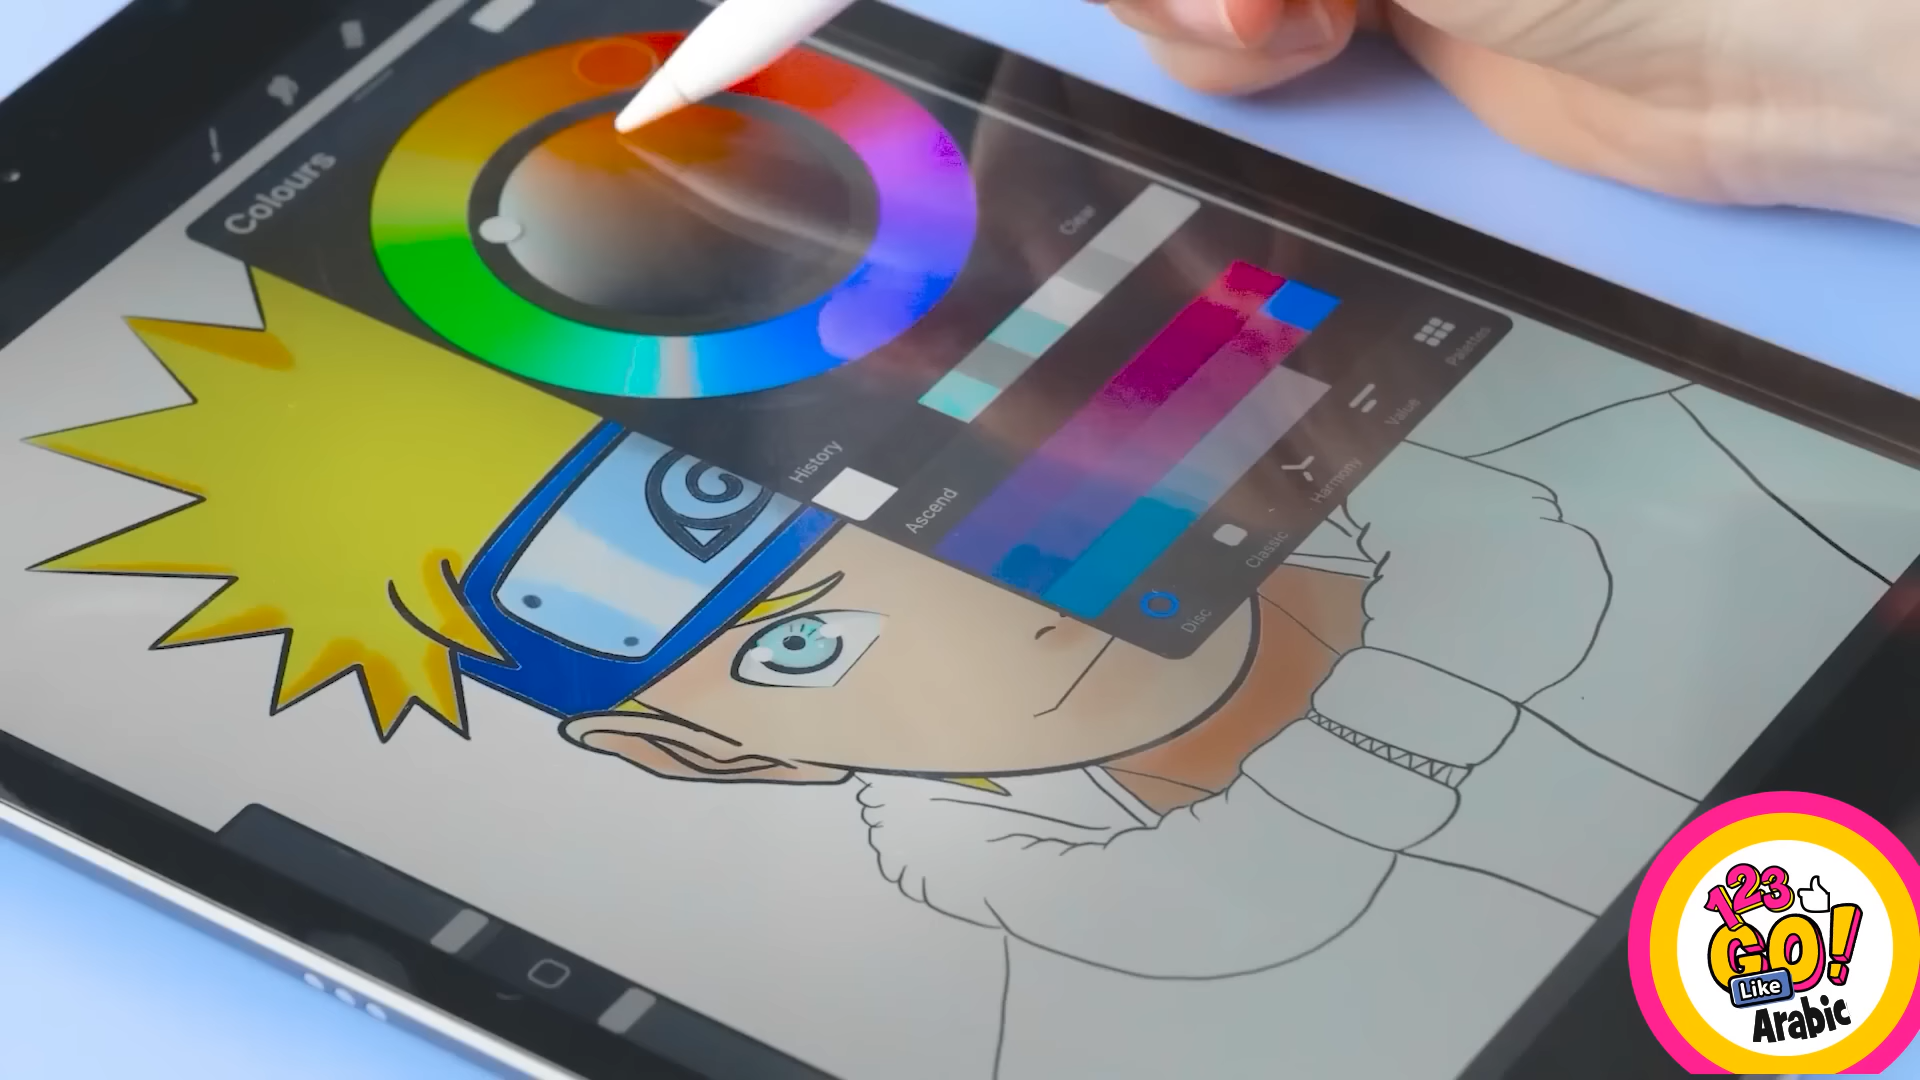 Colours
Clear
History
Ascend
Palettes
Value
Harmony
Classic
Disc
123
GO!
Like
Arabic